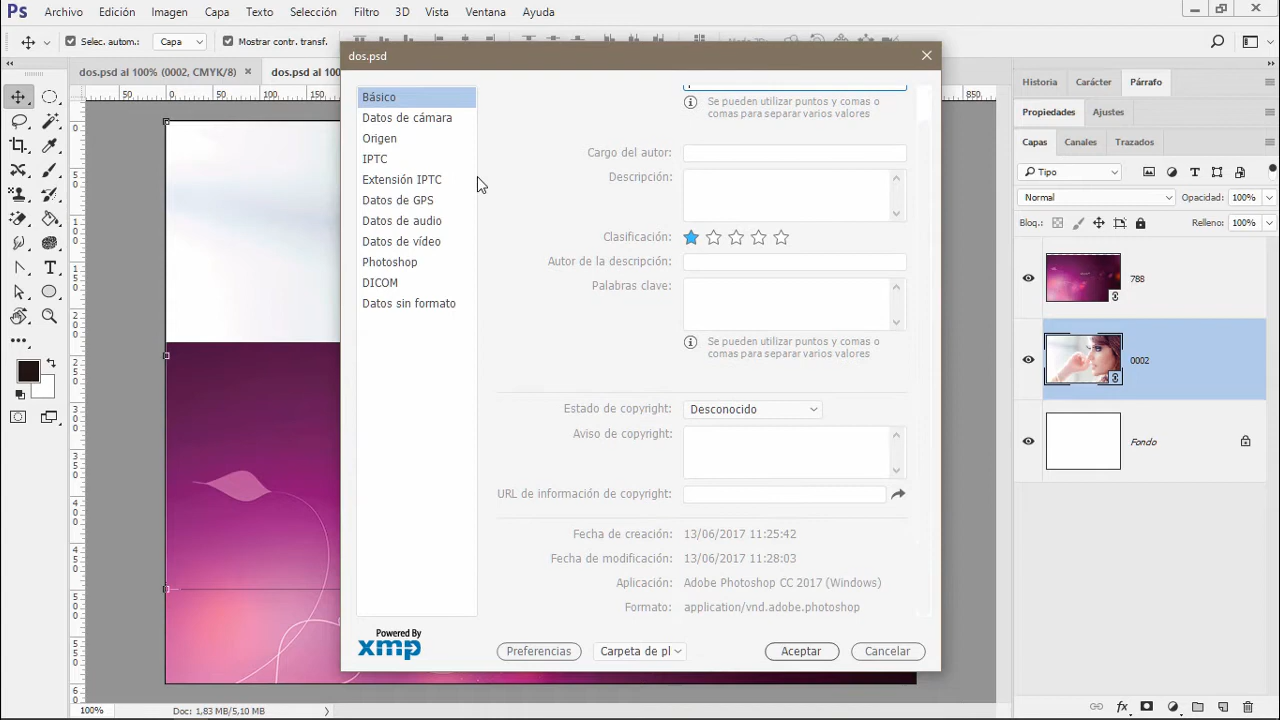 Ps Archivo Edición Imagen Capa Texto Selección Filtro 3D Vista Ventana Ayuda
Selec. autom.: Capa Mostrar contr. transf.
dos.psd al 100% (0002, CMYK/8) dos.psd al 100
dos.psd
50 0 50 100 150 850
Historia Carácter Párrafo
Propiedades Ajustes
Capas Canales Trazados
Tipo
Normal Opacidad: 100%
Bloq.: Relleno: 100%
788
0002
Fondo
Básico
Datos de cámara
Origen
IPTC
Extensión IPTC
Datos de GPS
Datos de audio
Datos de vídeo
Photoshop
DICOM
Datos sin formato
Se pueden utilizar puntos y comas o
comas para separar varios valores
Cargo del autor:
Descripción:
Clasificación:
Autor de la descripción:
Palabras clave:
Se pueden utilizar puntos y comas o
comas para separar varios valores
Estado de copyright: Desconocido
Aviso de copyright:
URL de información de copyright:
Fecha de creación: 13/06/2017 11:25:42
Fecha de modificación: 13/06/2017 11:28:03
Aplicación: Adobe Photoshop CC 2017 (Windows)
Formato: application/vnd.adobe.photoshop
Powered By
xmp
Preferencias Carpeta de pl Aceptar Cancelar
100% Doc: 1,83 MB/5,10 MB
fx